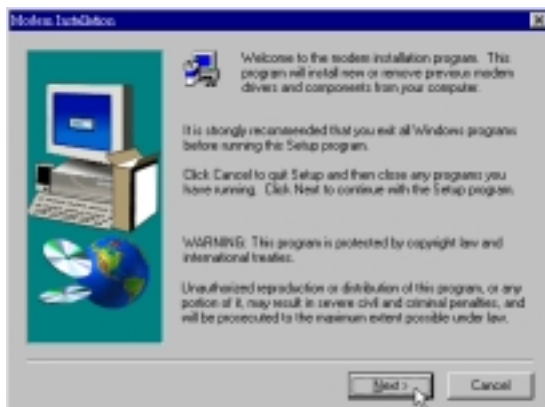 Modem Installation
Welcome to the modem installation program. This
program will install new or remove previous modem
drivers and components from your computer.
It is strongly recommended that you exit all Windows programs
before running this Setup program.
Click Cancel to quit Setup and then close any programs you
have running. Click Next to continue with the Setup program.
WARNING: This program is protected by copyright law and
international treaties.
Unauthorized reproduction or distribution of this program, or any
portion of it, may result in severe civil and criminal penalties, and
will be prosecuted to the maximum extent possible under law.
Next >
Cancel